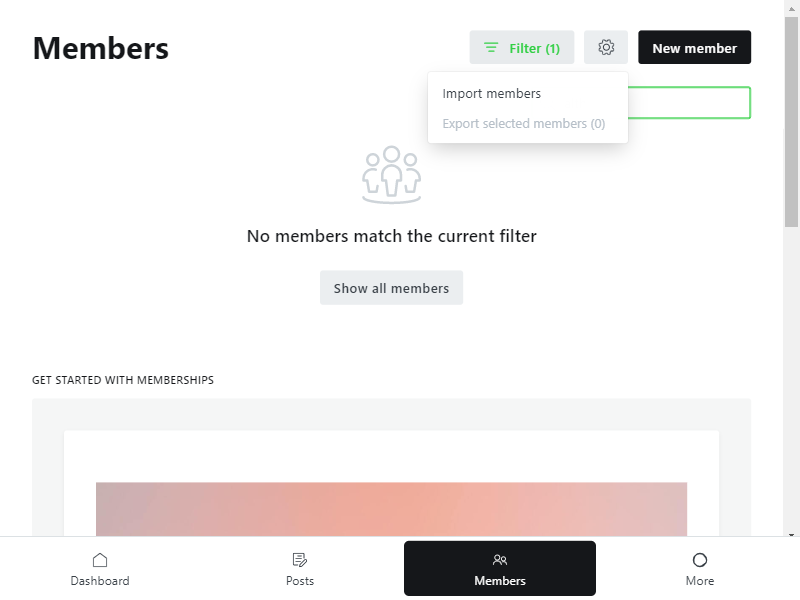 Members
Filter (1)
New member
Import members
Export selected members (0)
No members match the current filter
Show all members
GET STARTED WITH MEMBERSHIPS
Dashboard
Posts
Members
More